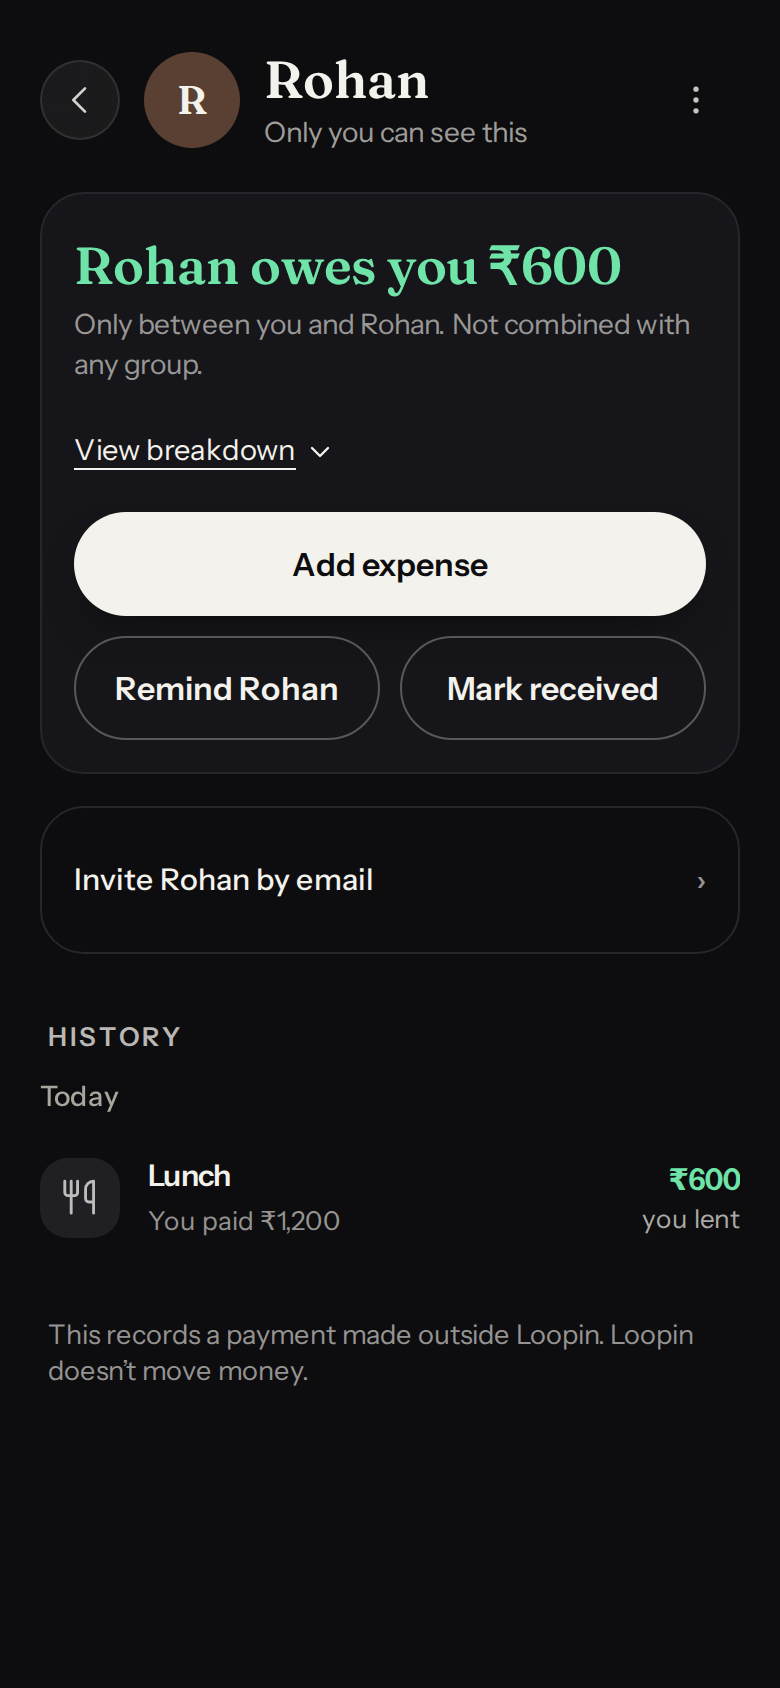 R
Rohan
Only you can see this
Rohan owes you ₹600
Only between you and Rohan. Not combined with
any group.
View breakdown
Add expense
Remind Rohan
Mark received
Invite Rohan by email
›
HISTORY
Today
Lunch
₹600
You paid ₹1,200
you lent
This records a payment made outside Loopin. Loopin
doesn’t move money.